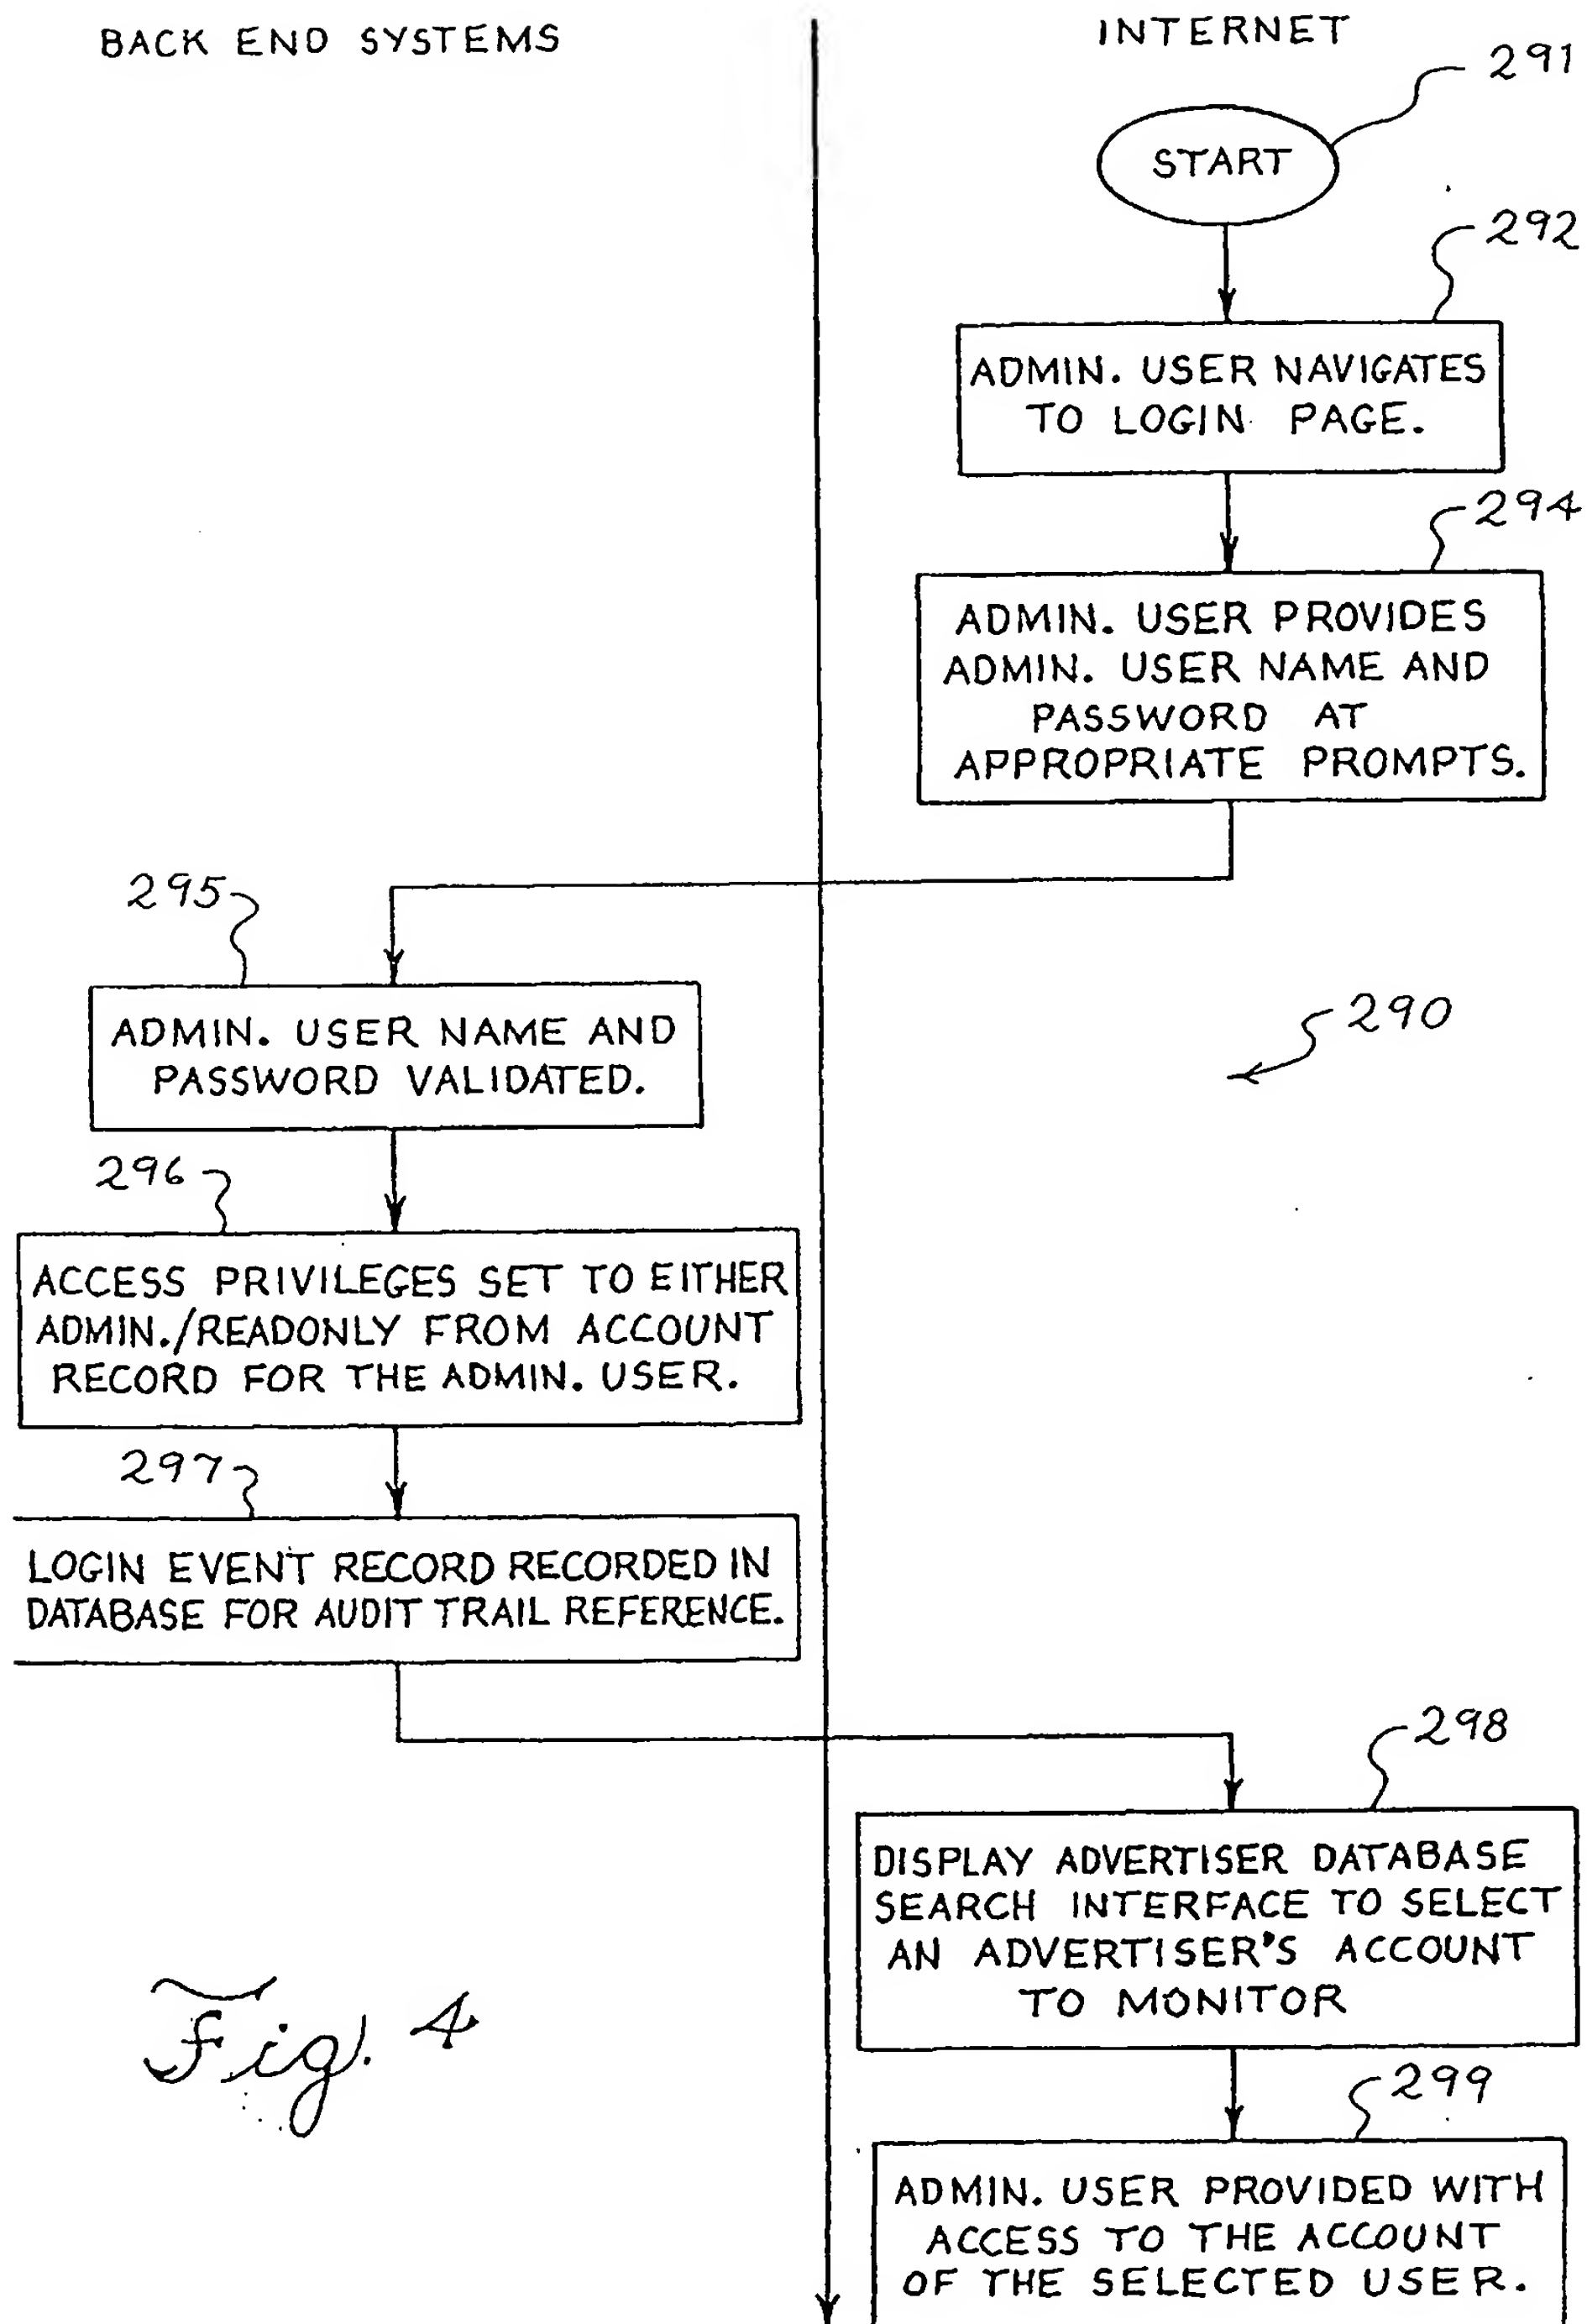 BACK END SYSTEMS
INTERNET
291
START
292
ADMIN. USER NAVIGATES
TO LOGIN PAGE.
294
ADMIN. USER PROVIDES
ADMIN. USER NAME AND
PASSWORD AT
APPROPRIATE PROMPTS.
295
ADMIN. USER NAME AND
PASSWORD VALIDATED.
290
296
ACCESS PRIVILEGES SET TO EITHER
ADMIN./READONLY FROM ACCOUNT
RECORD FOR THE ADMIN. USER.
297
LOGIN EVENT RECORD RECORDED IN
DATABASE FOR AUDIT TRAIL REFERENCE.
298
DISPLAY ADVERTISER DATABASE
SEARCH INTERFACE TO SELECT
AN ADVERTISER'S ACCOUNT
TO MONITOR
299
ADMIN. USER PROVIDED WITH
ACCESS TO THE ACCOUNT
OF THE SELECTED USER.
Fig. 4